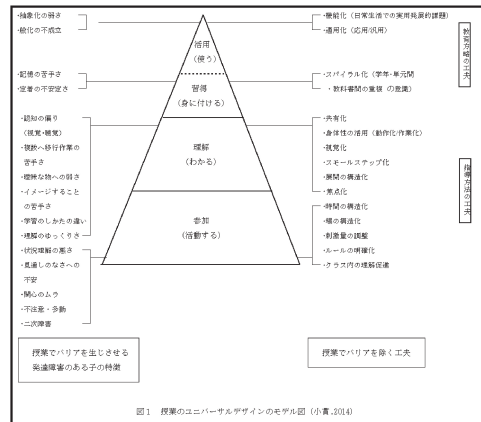 ・抽象化の弱さ
・般化の不成立
・記憶の苦手さ
・定着の不安定さ
・認知の偏り
（視覚・聴覚）
・複数へ移行作業の
苦手さ
・曖昧な物への弱さ
・イメージすること
の苦手さ
・学習のしかたの違い
・理解のゆっくりさ
・状況理解の悪さ
・見通しのなさへの
不安
・関心のムラ
・不注意・多動
・二次障害
活用
（使う）
習得
（身に付ける）
理解
（わかる）
参加
（活動する）
・機能化（日常生活での実用発展的課題）
・適用化（応用/汎用）
・スパイラル化（学年・単元間
・教科書間の重複 の意識）
・共有化
・身体性の活用（動作化/作業化）
・視覚化
・スモールステップ化
・展開の構造化
・焦点化
・時間の構造化
・場の構造化
・刺激量の調整
・ルールの明確化
・クラス内の理解促進
教育方略の工夫
指導方法の工夫
授業でバリアを生じさせる
発達障害のある子の特徴
授業でバリアを除く工夫
図1 授業のユニバーサルデザインのモデル図（小貫,2014）